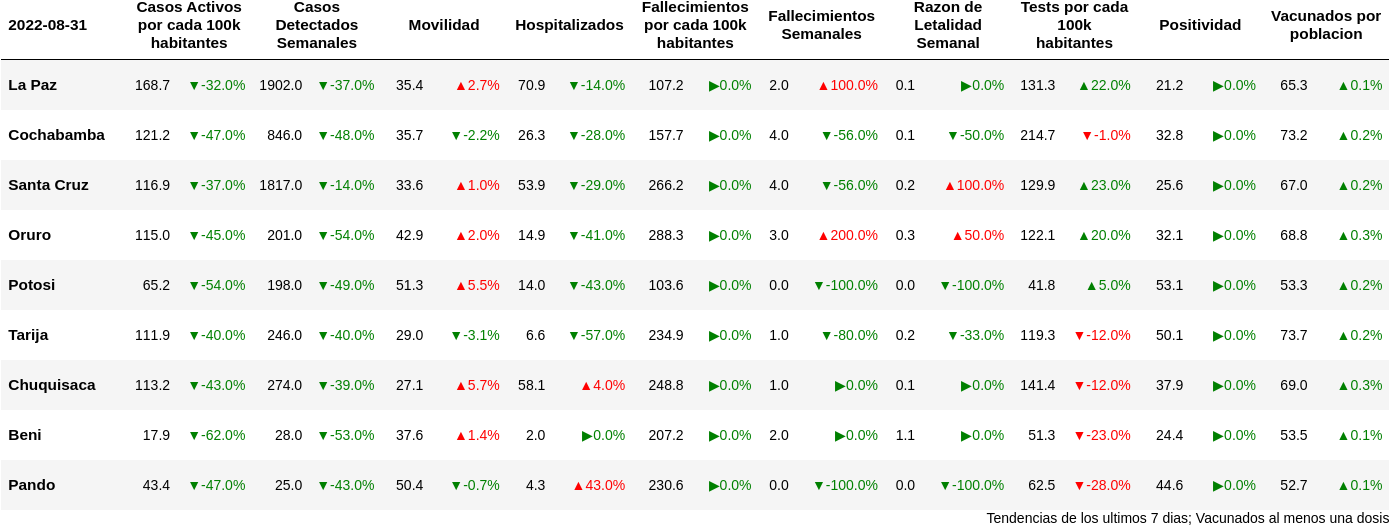 2022-08-31 Casos Activos por cada 100k habitantes Casos Detectados Semanales Movilidad Hospitalizados Fallecimientos por cada 100k habitantes Fallecimientos Semanales Razon de Letalidad Semanal Tests por cada 100k habitantes Positividad Vacunados por poblacion
La Paz 168.7 ▼-32.0% 1902.0 ▼-37.0% 35.4 ▲2.7% 70.9 ▼-14.0% 107.2 ▶0.0% 2.0 ▲100.0% 0.1 ▶0.0% 131.3 ▲22.0% 21.2 ▶0.0% 65.3 ▲0.1%
Cochabamba 121.2 ▼-47.0% 846.0 ▼-48.0% 35.7 ▼-2.2% 26.3 ▼-28.0% 157.7 ▶0.0% 4.0 ▼-56.0% 0.1 ▼-50.0% 214.7 ▼-1.0% 32.8 ▶0.0% 73.2 ▲0.2%
Santa Cruz 116.9 ▼-37.0% 1817.0 ▼-14.0% 33.6 ▲1.0% 53.9 ▼-29.0% 266.2 ▶0.0% 4.0 ▼-56.0% 0.2 ▲100.0% 129.9 ▲23.0% 25.6 ▶0.0% 67.0 ▲0.2%
Oruro 115.0 ▼-45.0% 201.0 ▼-54.0% 42.9 ▲2.0% 14.9 ▼-41.0% 288.3 ▶0.0% 3.0 ▲200.0% 0.3 ▲50.0% 122.1 ▲20.0% 32.1 ▶0.0% 68.8 ▲0.3%
Potosi 65.2 ▼-54.0% 198.0 ▼-49.0% 51.3 ▲5.5% 14.0 ▼-43.0% 103.6 ▶0.0% 0.0 ▼-100.0% 0.0 ▼-100.0% 41.8 ▲5.0% 53.1 ▶0.0% 53.3 ▲0.2%
Tarija 111.9 ▼-40.0% 246.0 ▼-40.0% 29.0 ▼-3.1% 6.6 ▼-57.0% 234.9 ▶0.0% 1.0 ▼-80.0% 0.2 ▼-33.0% 119.3 ▼-12.0% 50.1 ▶0.0% 73.7 ▲0.2%
Chuquisaca 113.2 ▼-43.0% 274.0 ▼-39.0% 27.1 ▲5.7% 58.1 ▲4.0% 248.8 ▶0.0% 1.0 ▶0.0% 0.1 ▶0.0% 141.4 ▼-12.0% 37.9 ▶0.0% 69.0 ▲0.3%
Beni 17.9 ▼-62.0% 28.0 ▼-53.0% 37.6 ▲1.4% 2.0 ▶0.0% 207.2 ▶0.0% 2.0 ▶0.0% 1.1 ▶0.0% 51.3 ▼-23.0% 24.4 ▶0.0% 53.5 ▲0.1%
Pando 43.4 ▼-47.0% 25.0 ▼-43.0% 50.4 ▼-0.7% 4.3 ▲43.0% 230.6 ▶0.0% 0.0 ▼-100.0% 0.0 ▼-100.0% 62.5 ▼-28.0% 44.6 ▶0.0% 52.7 ▲0.1%
Tendencias de los ultimos 7 dias; Vacunados al menos una dosis